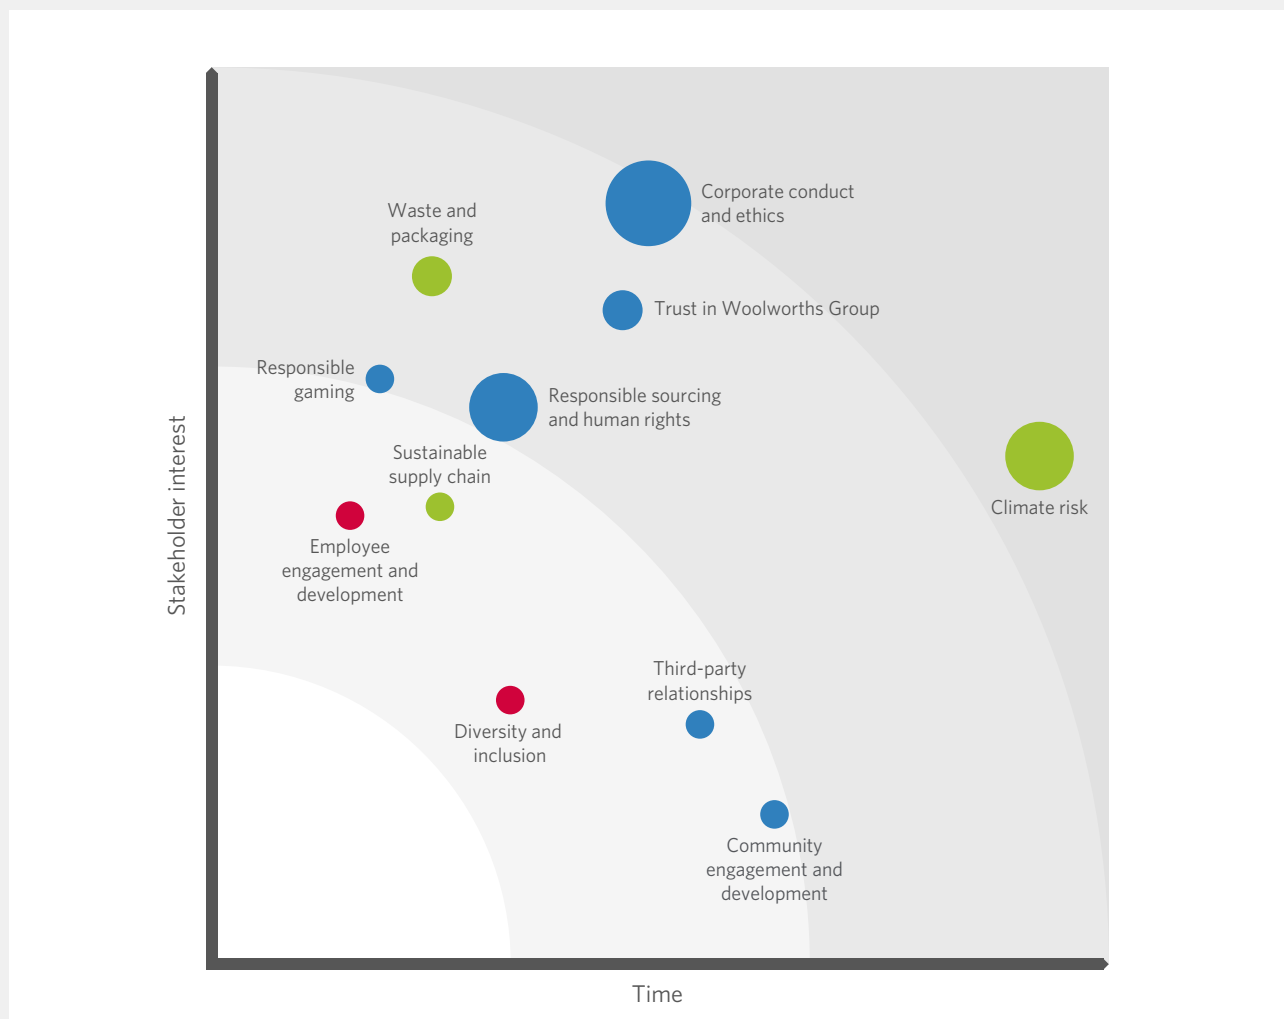 Corporate conduct
and ethics
Waste and
packaging
Trust in Woolworths Group
Responsible
gaming
Responsible sourcing
and human rights
Sustainable
supply chain
Climate risk
Employee
engagement and
development
Stakeholder interest
Third-party
relationships
Diversity and
inclusion
Community
engagement and
development
Time